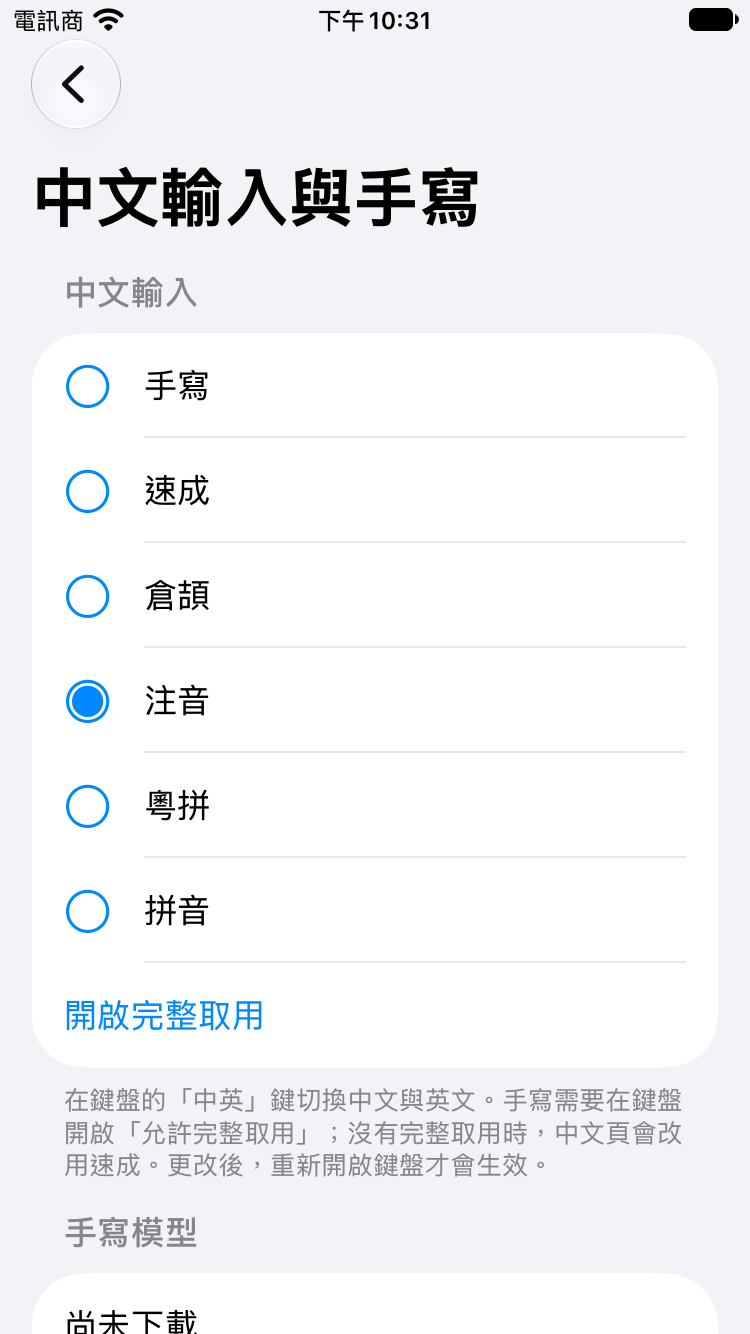 電訊商 下午10:31
中文輸入與手寫
中文輸入
手寫
速成
倉頡
注音
粵拼
拼音
開啟完整取用
在鍵盤的「中英」鍵切換中文與英文。手寫需要在鍵盤
開啟「允許完整取用」；沒有完整取用時，中文頁會改
用速成。更改後，重新開啟鍵盤才會生效。
手寫模型
尚未下載